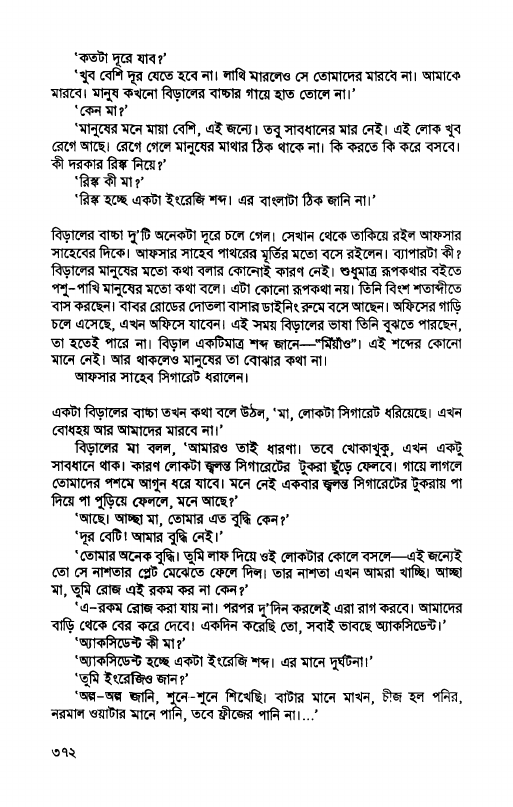 ‘কতটা দূরে যাব?’
‘খুব বেশি দূর যেতে হবে না। লাথি মারলেও সে তোমাদের মারবে না। আমাকে
মারবে। মানুষ কখনো বিড়ালের বাচ্চার গায়ে হাত তোলে না।’
‘কেন মা?’
‘মানুষের মনে মায়া বেশি, এই জন্যে। তবু সাবধানের মার নেই। এই লোক খুব
রেগে আছে। রেগে গেলে মানুষের মাথার ঠিক থাকে না। কি করতে কি করে বসবে।
কী দরকার রিস্ক নিয়ে?’
‘রিস্ক কী মা?’
‘রিস্ক হচ্ছে একটা ইংরেজি শব্দ। এর বাংলাটা ঠিক জানি না।’
বিড়ালের বাচ্চা দু’টি অনেকটা দূরে চলে গেল। সেখান থেকে তাকিয়ে রইল আফসার
সাহেবের দিকে। আফসার সাহেব পাথরের মূর্তির মতো বসে রইলেন। ব্যাপারটা কী?
বিড়ালের মানুষের মতো কথা বলার কোনোই কারণ নেই। শুধুমাত্র রূপকথার বইতে
পশু-পাখি মানুষের মতো কথা বলে। এটা কোনো রূপকথা নয়। তিনি বিংশ শতাব্দীতে
বাস করছেন। বাবর রোডের দোতলা বাসার ডাইনিং রুমে বসে আছেন। অফিসের গাড়ি
চলে এসেছে, এখন অফিসে যাবেন। এই সময় বিড়ালের ভাষা তিনি বুঝতে পারছেন,
তা হতেই পারে না। বিড়াল একটিমাত্র শব্দ জানে—“মিঁয়াঁও”। এই শব্দের কোনো
মানে নেই। আর থাকলেও মানুষের তা বোঝার কথা না।
আফসার সাহেব সিগারেট ধরালেন।
একটা বিড়ালের বাচ্চা তখন কথা বলে উঠল, ‘মা, লোকটা সিগারেট ধরিয়েছে। এখন
বোধহয় আর আমাদের মারবে না।’
বিড়ালের মা বলল, ‘আমারও তাই ধারণা। তবে খোকাখুকু, এখন একটু
সাবধানে থাক। কারণ লোকটা জ্বলন্ত সিগারেটের টুকরা ছুঁড়ে ফেলবে। গায়ে লাগলে
তোমাদের পশমে আগুন ধরে যাবে। মনে নেই একবার জ্বলন্ত সিগারেটের টুকরায় পা
দিয়ে পা পুড়িয়ে ফেললে, মনে আছে?’
‘আছে। আচ্ছা মা, তোমার এত বুদ্ধি কেন?’
‘দূর বেটি! আমার বুদ্ধি নেই।’
‘তোমার অনেক বুদ্ধি। তুমি লাফ দিয়ে ওই লোকটার কোলে বসলে—এই জন্যেই
তো সে নাশতার প্লেট মেঝেতে ফেলে দিল। তার নাশতা এখন আমরা খাচ্ছি। আচ্ছা
মা, তুমি রোজ এই রকম কর না কেন?’
‘এ-রকম রোজ করা যায় না। পরপর দু’দিন করলেই এরা রাগ করবে। আমাদের
বাড়ি থেকে বের করে দেবে। একদিন করেছি তো, সবাই ভাবছে অ্যাকসিডেন্ট।’
‘অ্যাকসিডেন্ট কী মা?’
‘অ্যাকসিডেন্ট হচ্ছে একটা ইংরেজি শব্দ। এর মানে দুর্ঘটনা।’
‘তুমি ইংরেজিও জান?’
‘অল্প-অল্প জানি, শুনে-শুনে শিখেছি। বাটার মানে মাখন, চীজ হল পনির,
নরমাল ওয়াটার মানে পানি, তবে ফ্রীজের পানি না।...’
৩৭২